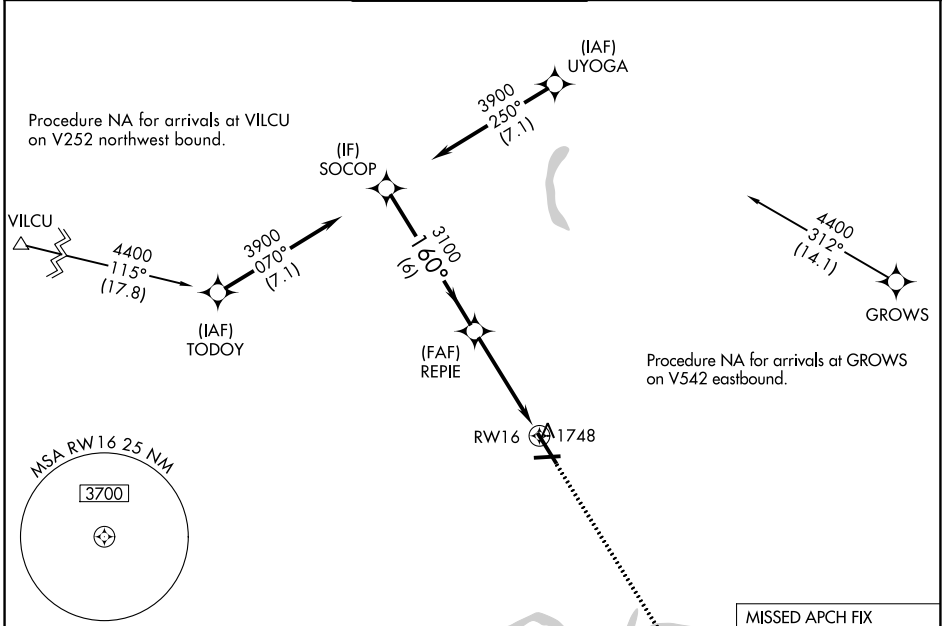 (IAF)
UYOGA
3900
250°
(7.1)
Procedure NA for arrivals at VILCU
on V252 northwest bound.
(IF)
SOCOP
VILCU
4400
115°
(17.8)
3900
070°
(7.1)
3100
160°
(6)
4400
312°
(14.1)
GROWS
(IAF)
TODOY
(FAF)
REPIE
Procedure NA for arrivals at GROWS
on V542 eastbound.
RW16 1748
MSA RW16 25 NM
3700
MISSED APCH FIX